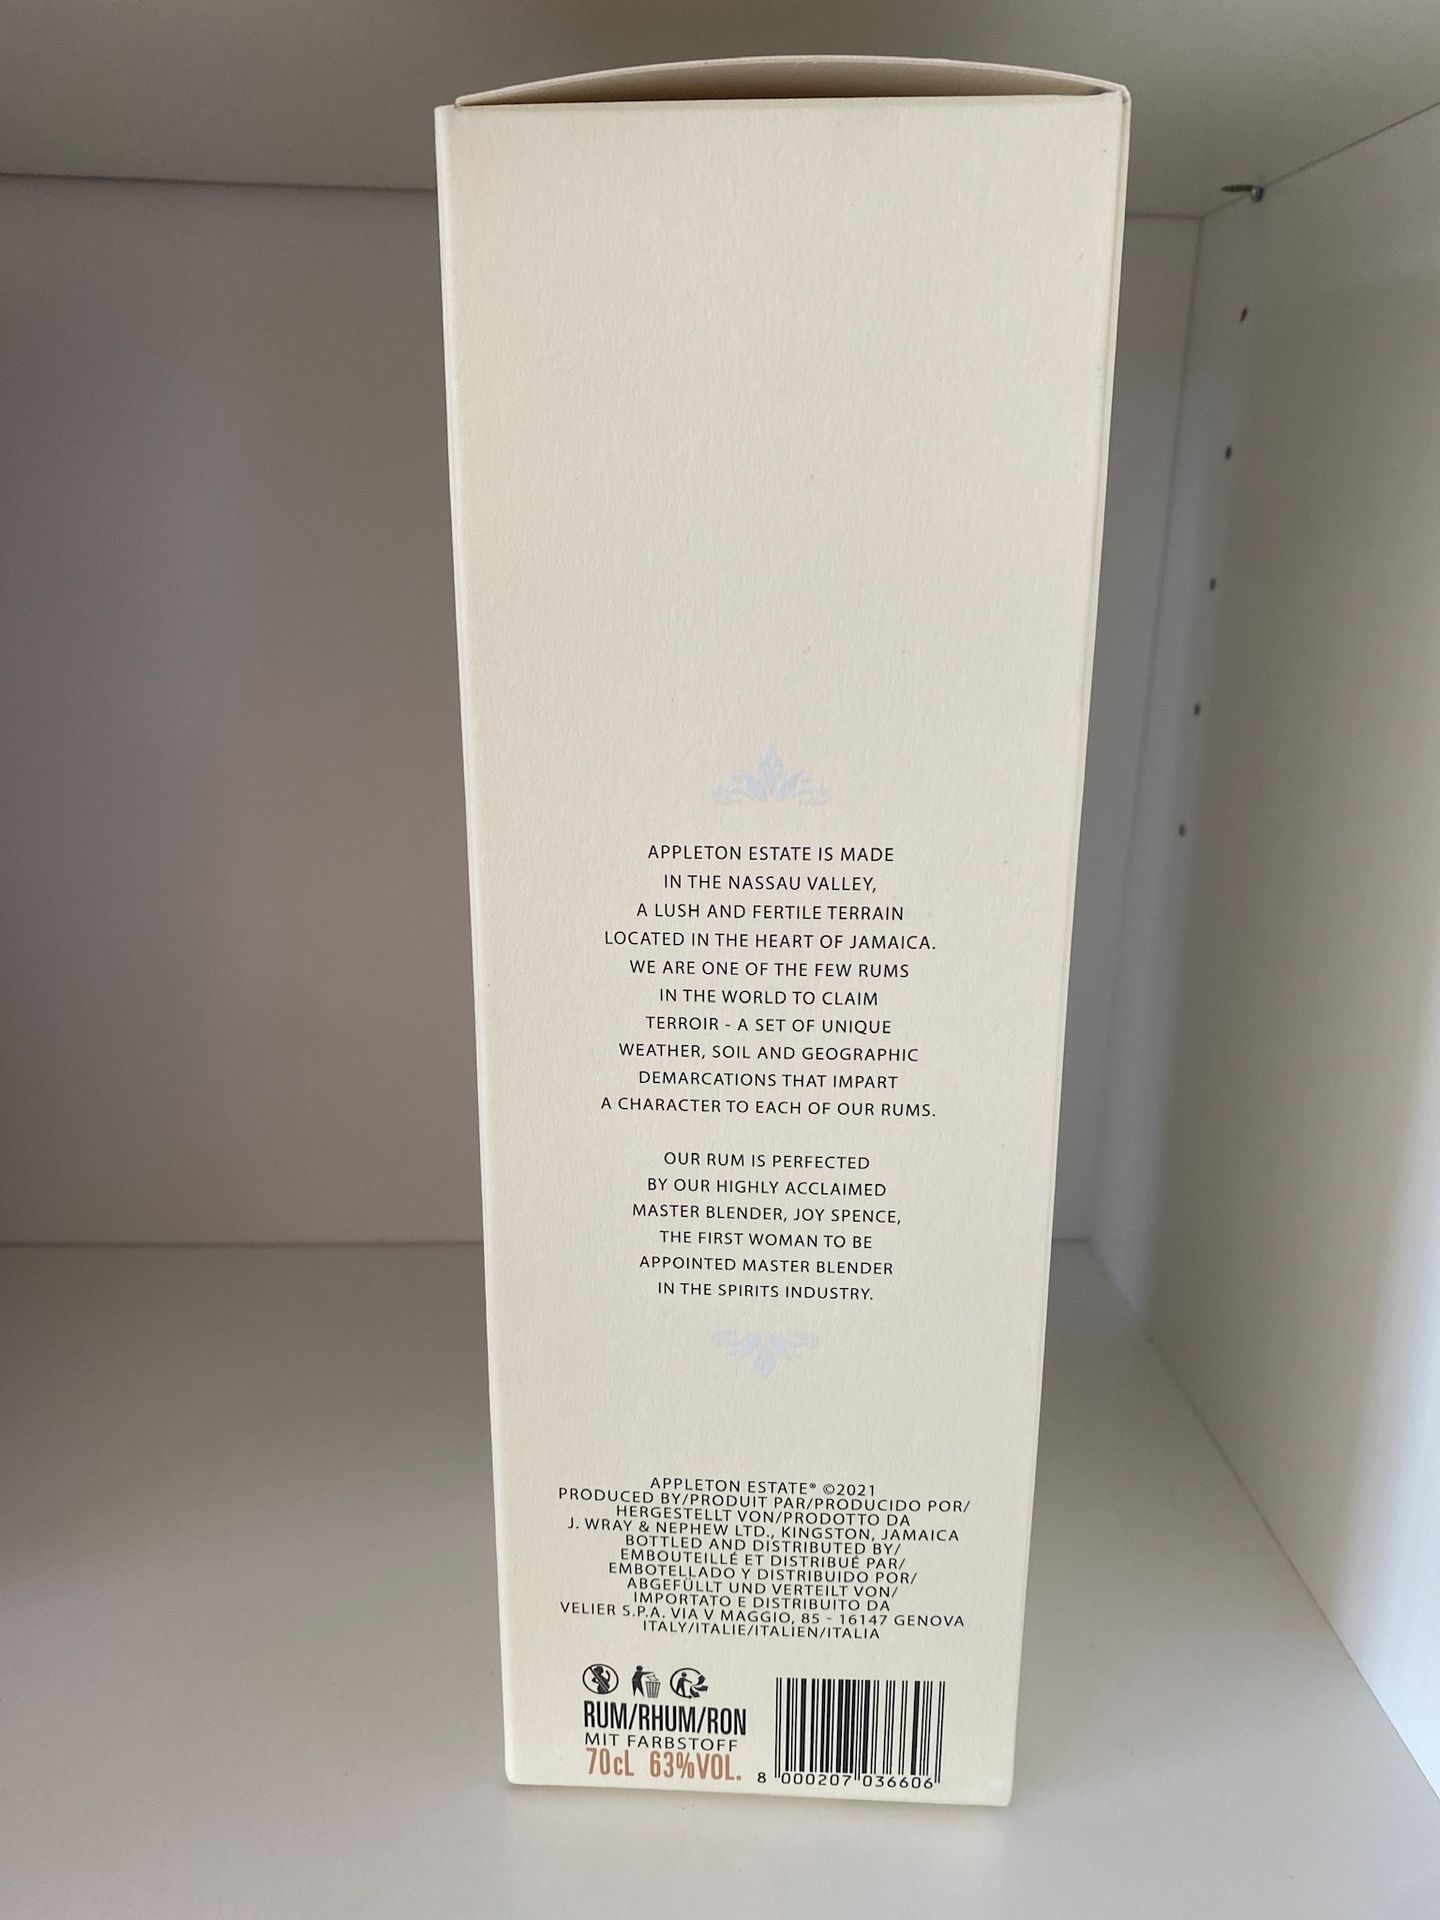 APPLETON ESTATE IS MADE
IN THE NASSAU VALLEY,
A LUSH AND FERTILE TERRAIN
LOCATED IN THE HEART OF JAMAICA.
WE ARE ONE OF THE FEW RUMS
IN THE WORLD TO CLAIM
TERROIR - A SET OF UNIQUE
WEATHER, SOIL AND GEOGRAPHIC
DEMARCATIONS THAT IMPART
A CHARACTER TO EACH OF OUR RUMS.
OUR RUM IS PERFECTED
BY OUR HIGHLY ACCLAIMED
MASTER BLENDER, JOY SPENCE,
THE FIRST WOMAN TO BE
APPOINTED MASTER BLENDER
IN THE SPIRITS INDUSTRY.
APPLETON ESTATE® ©2021
PRODUCED BY/PRODUIT PAR/PRODUCIDO POR/
HERGESTELLT VON/PRODOTTO DA
J. WRAY & NEPHEW LTD., KINGSTON, JAMAICA
BOTTLED AND DISTRIBUTED BY/
EMBOUTEILLÉ ET DISTRIBUÉ PAR/
EMBOTELLADO Y DISTRIBUIDO POR/
ABGEFÜLLT UND VERTEILT VON/
IMPORTATO E DISTRIBUITO DA
VELIER S.P.A. VIA V MAGGIO, 85 - 16147 GENOVA
ITALY/ITALIE/ITALIEN/ITALIA
RUM/RHUM/RON
MIT FARBSTOFF
70cL 63%VOL.
8 000207 036606